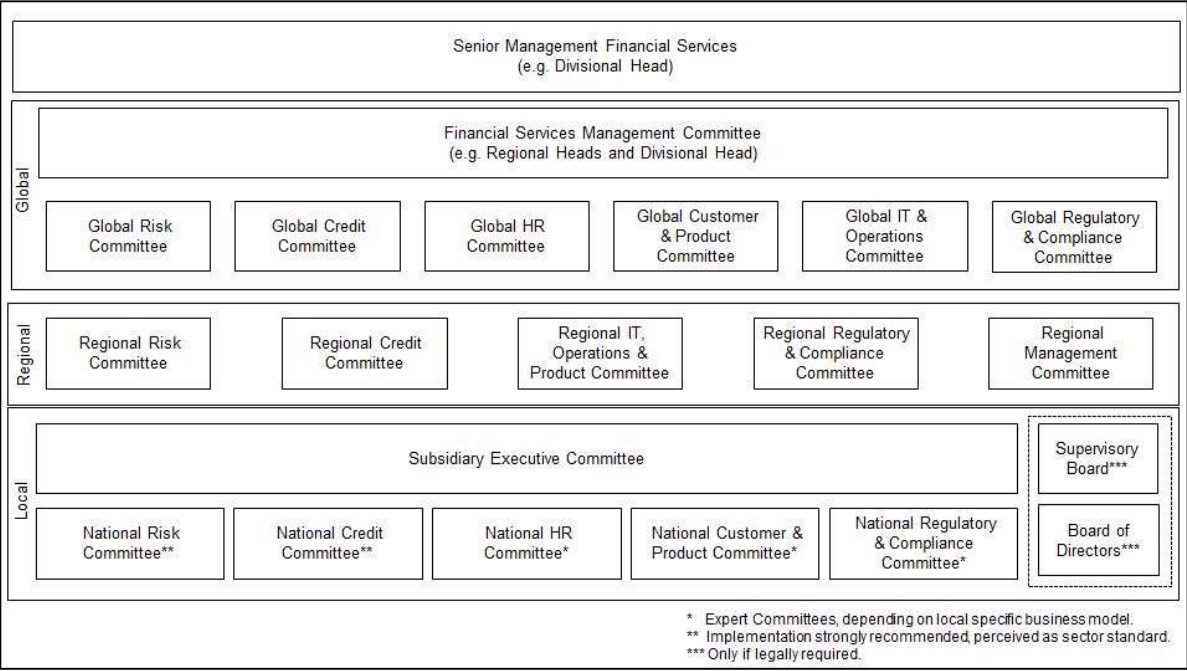 Senior Management Financial Services
(e.g. Divisional Head)
Global
Financial Services Management Committee
(e.g. Regional Heads and Divisional Head)
Global Risk
Committee
Global Credit
Committee
Global HR
Committee
Global Customer
& Product
Committee
Global IT &
Operations
Committee
Global Regulatory
& Compliance
Committee
Regional
Regional Risk
Committee
Regional Credit
Committee
Regional IT,
Operations &
Product Committee
Regional Regulatory
& Compliance
Committee
Regional
Management
Committee
Local
Subsidiary Executive Committee
Supervisory
Board***
National Risk
Committee**
National Credit
Committee**
National HR
Committee*
National Customer &
Product Committee*
National Regulatory
& Compliance
Committee*
Board of
Directors***
* Expert Committees, depending on local specific business model.
** Implementation strongly recommended, perceived as sector standard.
*** Only if legally required.